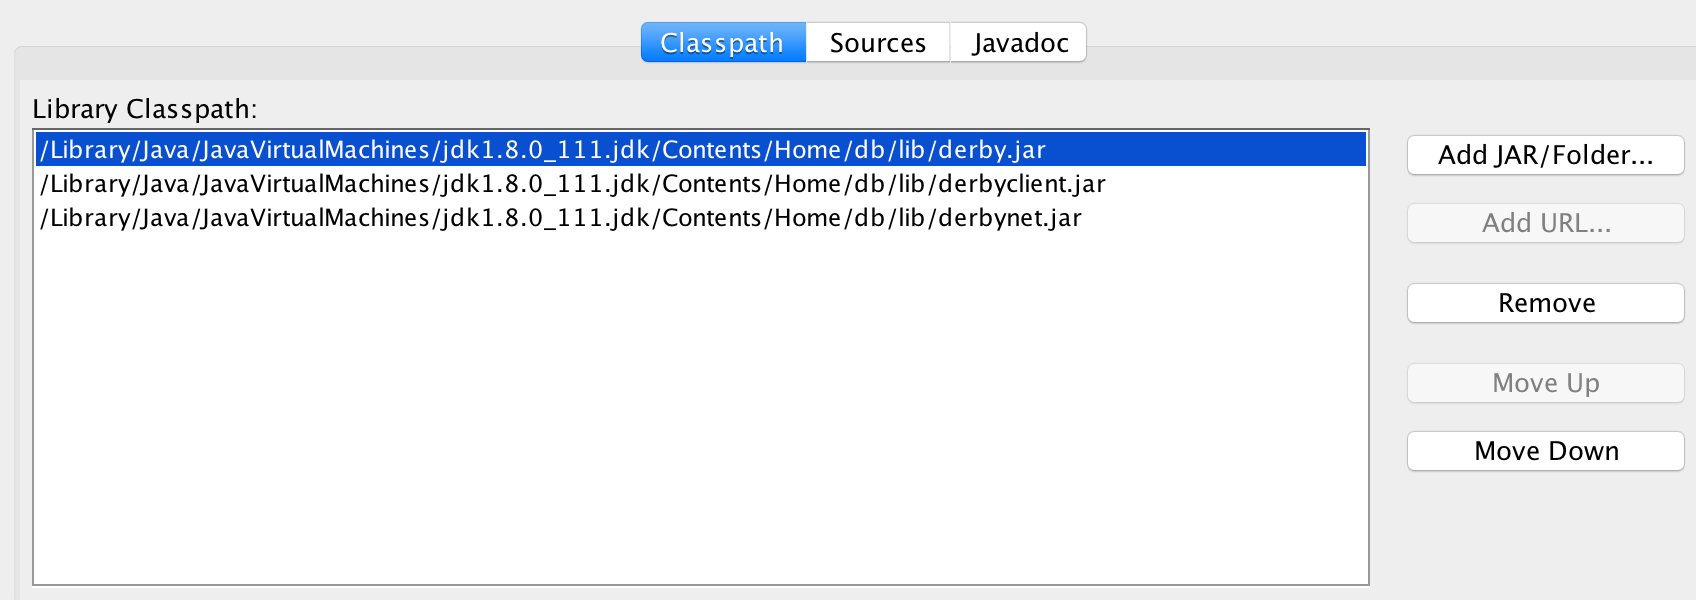 Classpath Sources Javadoc
Library Classpath:
/Library/Java/JavaVirtualMachines/jdk1.8.0_111.jdk/Contents/Home/db/lib/derby.jar
/Library/Java/JavaVirtualMachines/jdk1.8.0_111.jdk/Contents/Home/db/lib/derbyclient.jar
/Library/Java/JavaVirtualMachines/jdk1.8.0_111.jdk/Contents/Home/db/lib/derbynet.jar
Add JAR/Folder...
Add URL...
Remove
Move Up
Move Down